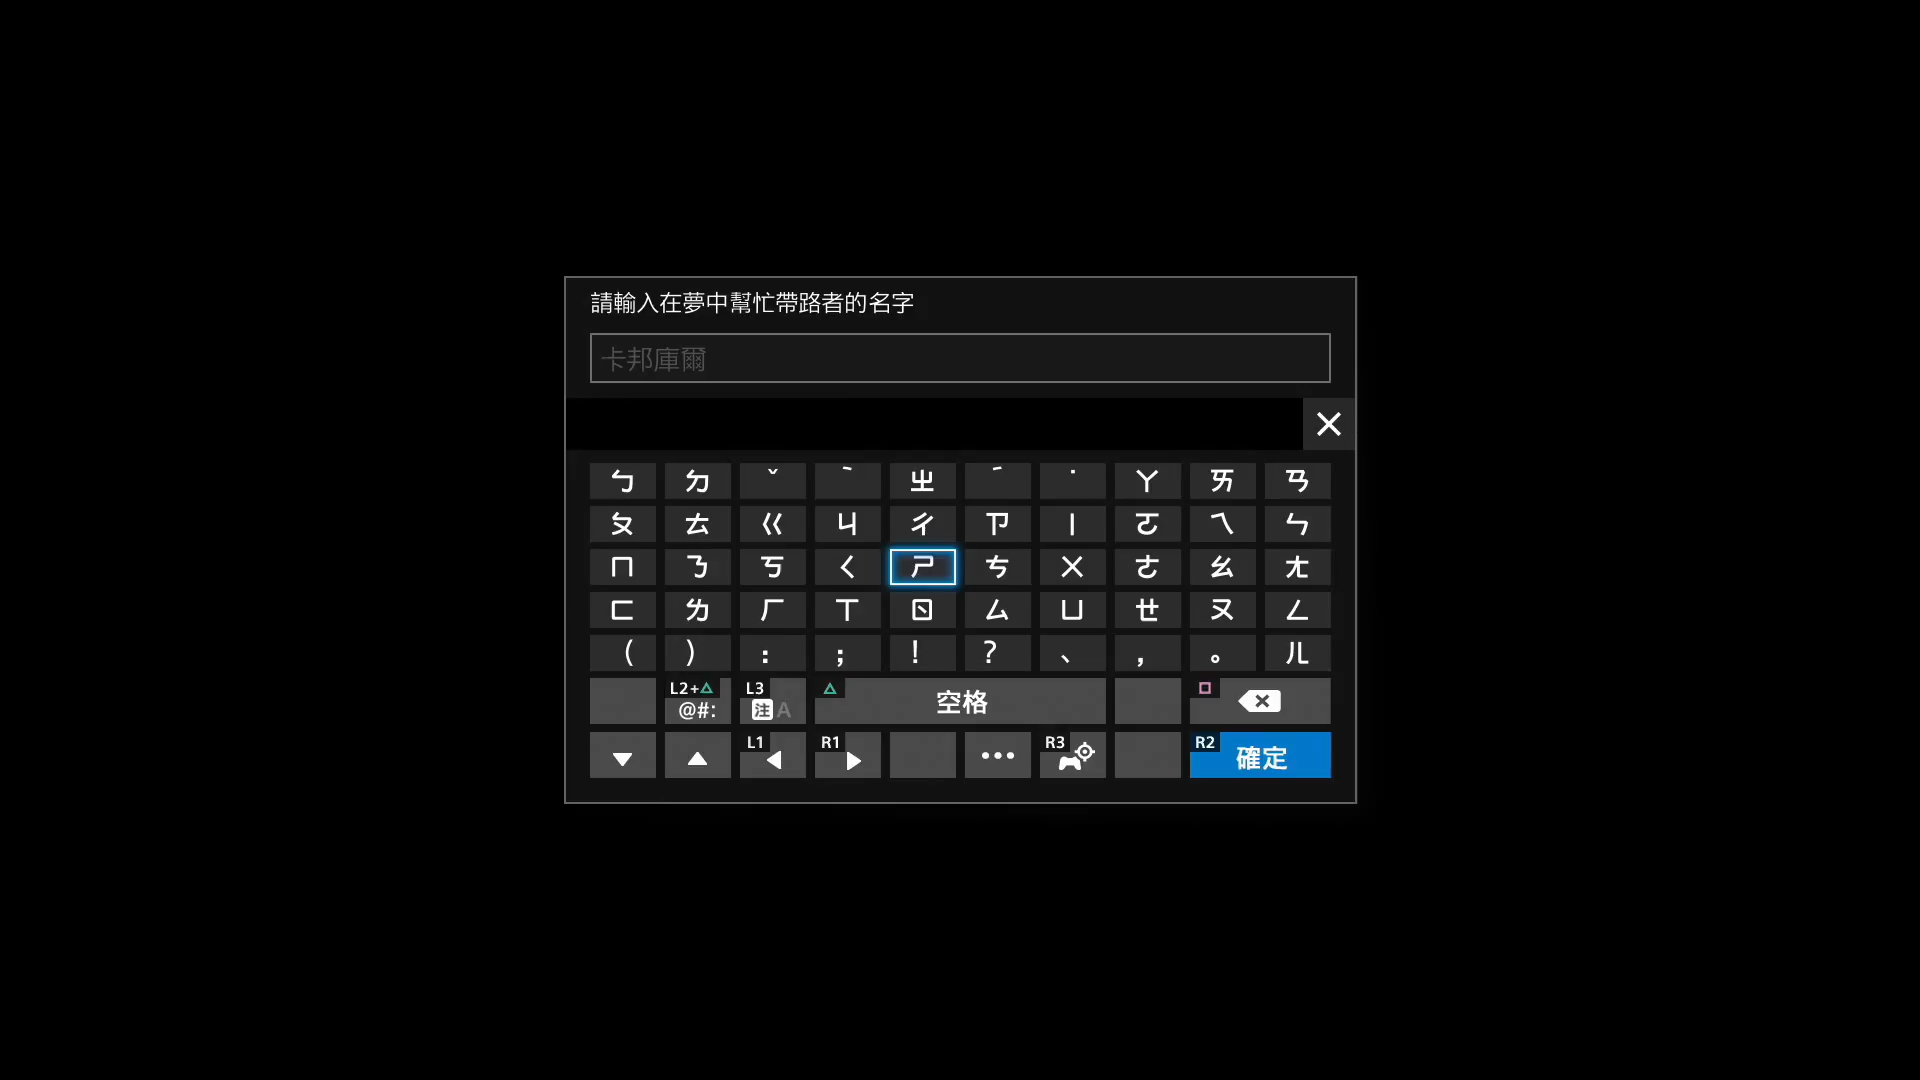 請輸入在夢中幫忙帶路者的名字
卡邦庫爾
ㄅ ㄉ ˇ ˋ ㄓ ˊ ˙ ㄚ ㄞ ㄢ
ㄆ ㄊ ㄍ ㄐ ㄔ ㄗ ㄧ ㄛ ㄟ ㄣ
ㄇ ㄋ ㄎ ㄑ ㄕ ㄘ ㄨ ㄜ ㄠ ㄤ
ㄈ ㄌ ㄏ ㄒ ㄖ ㄙ ㄩ ㄝ ㄡ ㄥ
( ) : ; ! ? 、 , 。 ㄦ
L2+△ @#: L3 注 A △ 空格 □
L1 R1 ••• R3 R2 確定